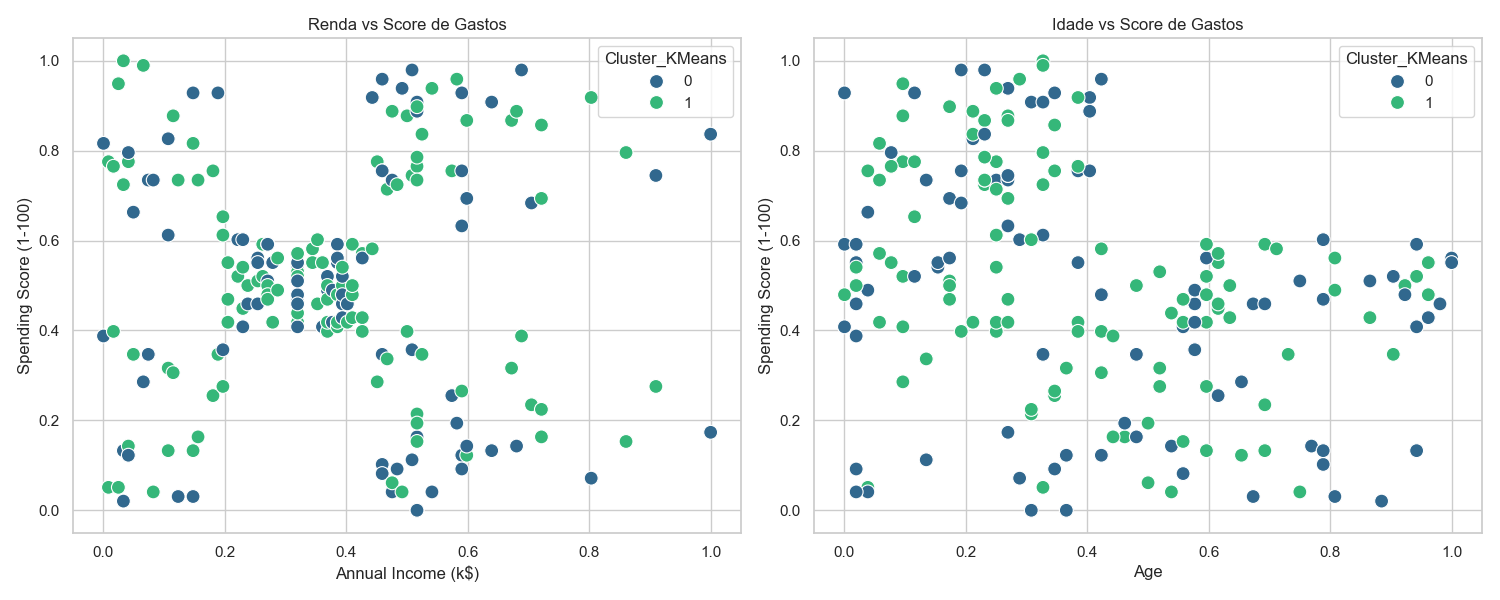 Renda vs Score de Gastos
Cluster_KMeans
0
1
1.0
0.8
0.6
0.4
0.2
0.0
Spending Score (1-100)
0.0 0.2 0.4 0.6 0.8 1.0
Annual Income (k$)
Idade vs Score de Gastos
Cluster_KMeans
0
1
1.0
0.8
0.6
0.4
0.2
0.0
Spending Score (1-100)
0.0 0.2 0.4 0.6 0.8 1.0
Age